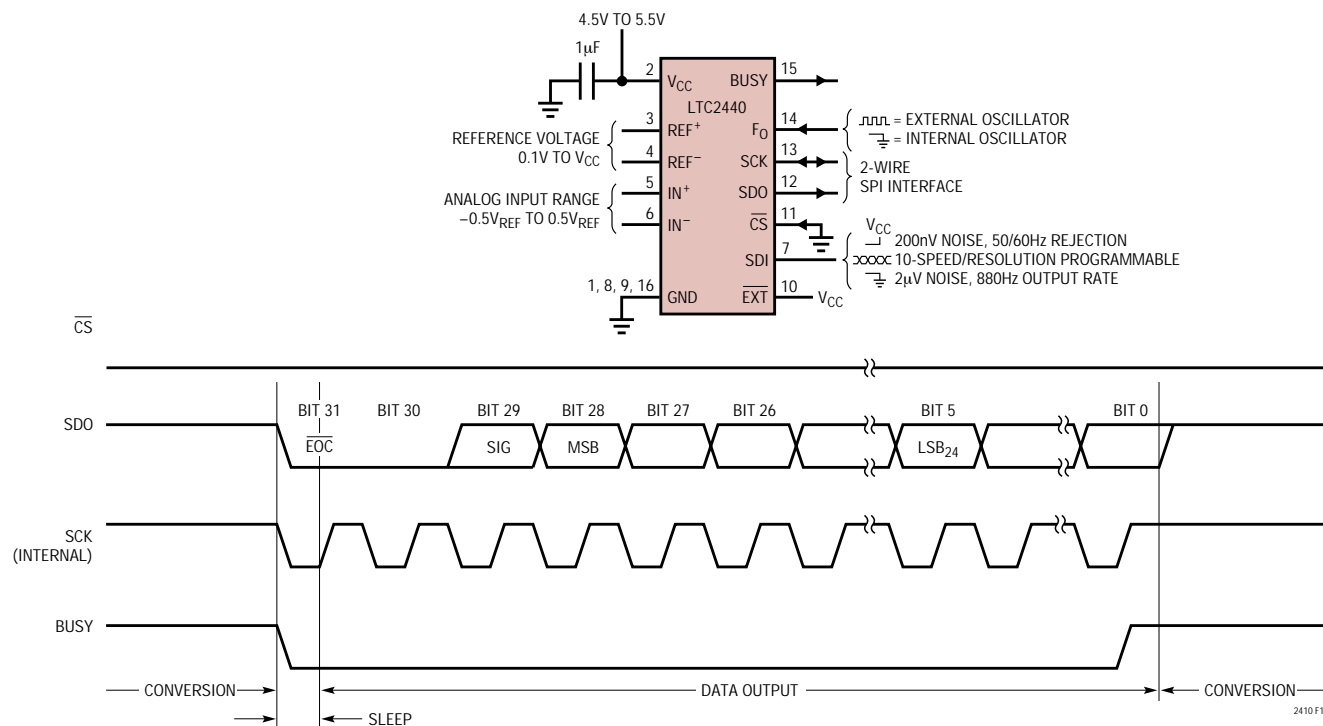 4.5V TO 5.5V
1µF
2
VCC
BUSY
15
LTC2440
3
REF+
REFERENCE VOLTAGE
0.1V TO VCC
4
REF–
5
IN+
ANALOG INPUT RANGE
–0.5VREF TO 0.5VREF
6
IN–
1, 8, 9, 16
GND
14
FO
= EXTERNAL OSCILLATOR
= INTERNAL OSCILLATOR
13
SCK
12
SDO
2-WIRE
SPI INTERFACE
11
CS
7
SDI
VCC
200nV NOISE, 50/60Hz REJECTION
10-SPEED/RESOLUTION PROGRAMMABLE
2µV NOISE, 880Hz OUTPUT RATE
10
EXT
VCC
CS
SDO
BIT 31
BIT 30
BIT 29
BIT 28
BIT 27
BIT 26
BIT 5
BIT 0
EOC
SIG
MSB
LSB24
SCK
(INTERNAL)
BUSY
CONVERSION
DATA OUTPUT
CONVERSION
SLEEP